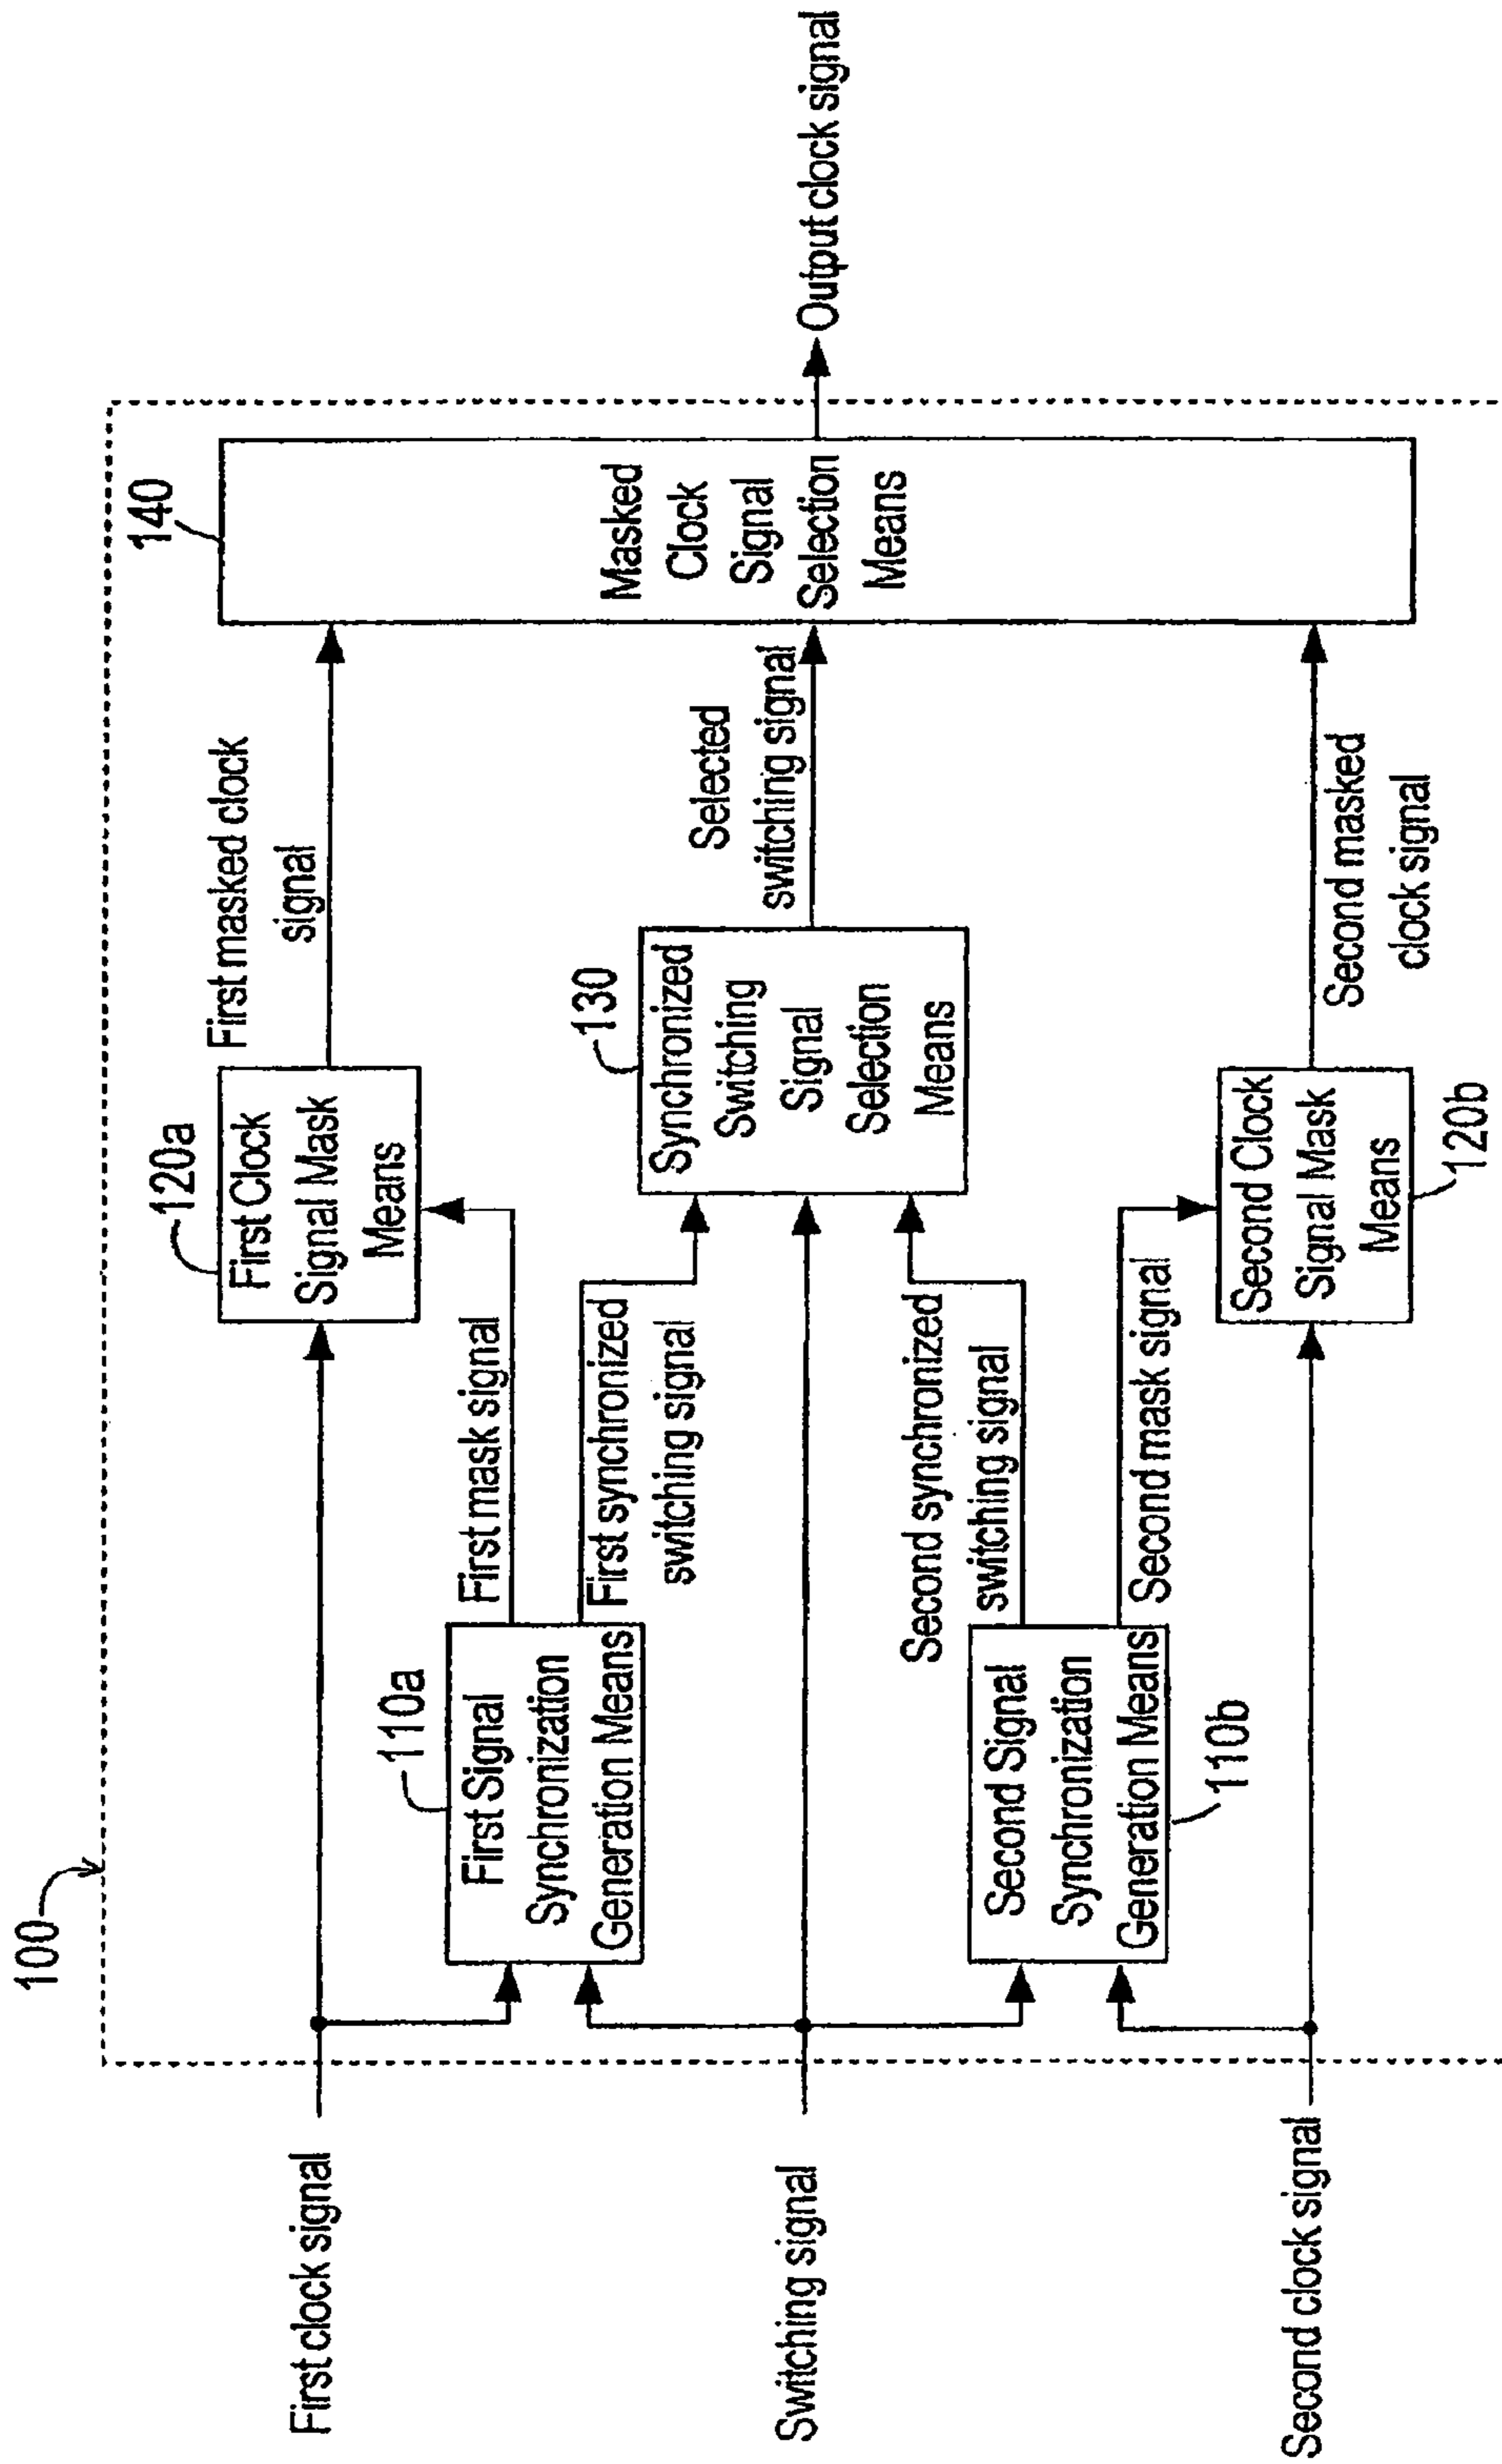 100
First clock signal
Switching signal
Second clock signal
110a
First Signal
Synchronization
Generation Means
110b
Second Signal
Synchronization
Generation Means
First mask signal
First synchronized
switching signal
Second synchronized
switching signal
Second mask signal
120a
First Clock
Signal Mask
Means
130
Synchronized
Switching
Signal
Selection
Means
120b
Second Clock
Signal Mask
Means
First masked clock
signal
Selected
switching signal
Second masked
clock signal
140
Masked
Clock
Signal
Selection
Means
Output clock signal